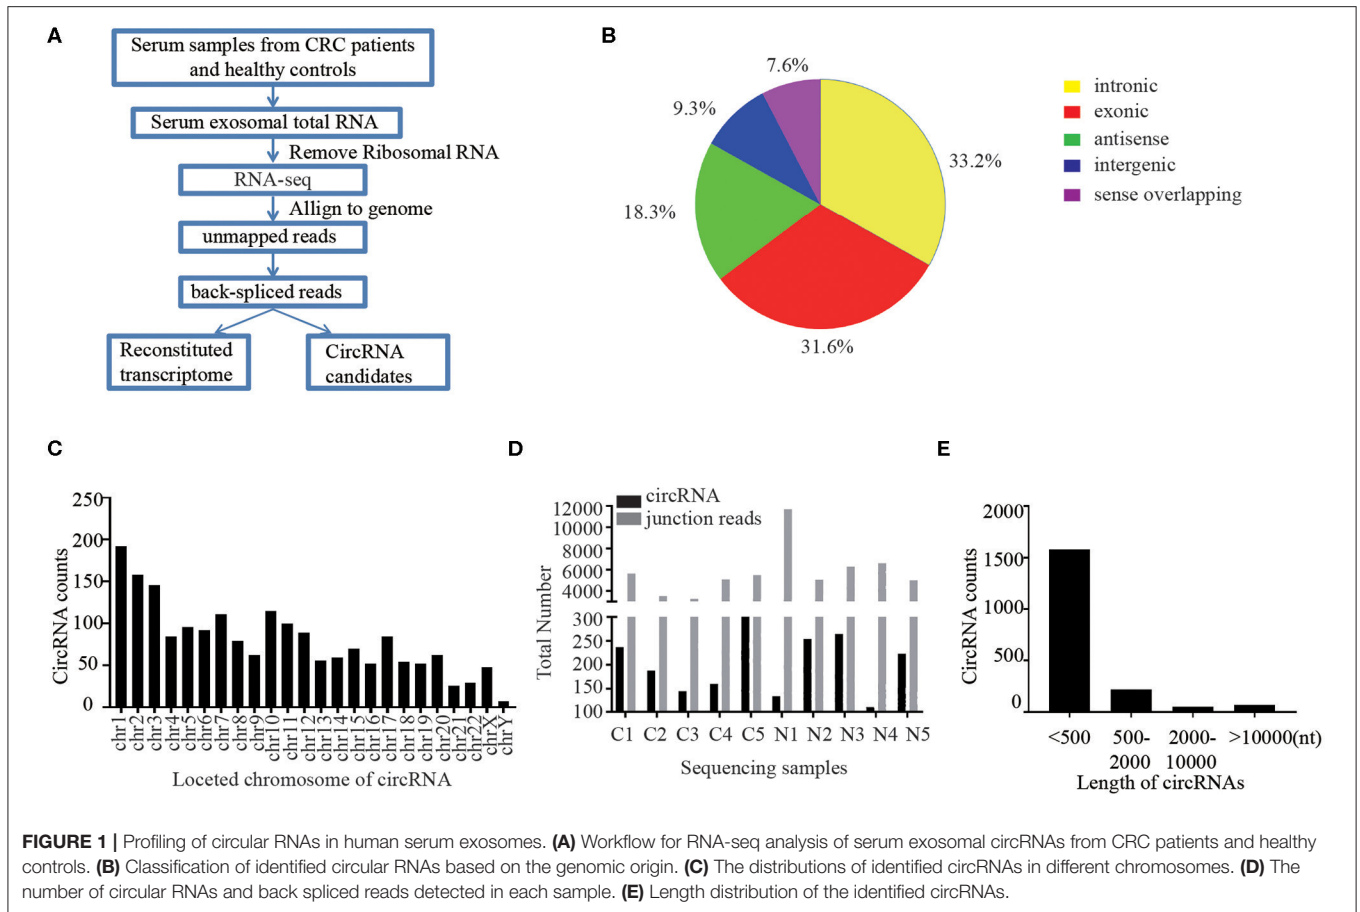 A
Serum samples from CRC patients
and healthy controls
Serum exosomal total RNA
Remove Ribosomal RNA
RNA-seq
Allign to genome
unmapped reads
back-spliced reads
Reconstituted
transcriptome
CircRNA
candidates
B
7.6%
9.3%
33.2%
18.3%
31.6%
intronic
exonic
antisense
intergenic
sense overlapping
C
CircRNA counts
250
200
150
100
50
0
chr1
chr2
chr3
chr4
chr5
chr6
chr7
chr8
chr9
chr10
chr11
chr12
chr13
chr14
chr15
chr16
chr17
chr18
chr19
chr20
chr21
chr22
chrX
chrY
Loceted chromosome of circRNA
D
circRNA
junction reads
Total Number
12000
10000
8000
6000
4000
300
250
200
150
100
C1 C2 C3 C4 C5 N1 N2 N3 N4 N5
Sequencing samples
E
CircRNA counts
2000
1500
1000
500
0
<500 500- 2000- >10000(nt)
2000 10000
Length of circRNAs
FIGURE 1 | Profiling of circular RNAs in human serum exosomes. (A) Workflow for RNA-seq analysis of serum exosomal circRNAs from CRC patients and healthy
controls. (B) Classification of identified circular RNAs based on the genomic origin. (C) The distributions of identified circRNAs in different chromosomes. (D) The
number of circular RNAs and back spliced reads detected in each sample. (E) Length distribution of the identified circRNAs.